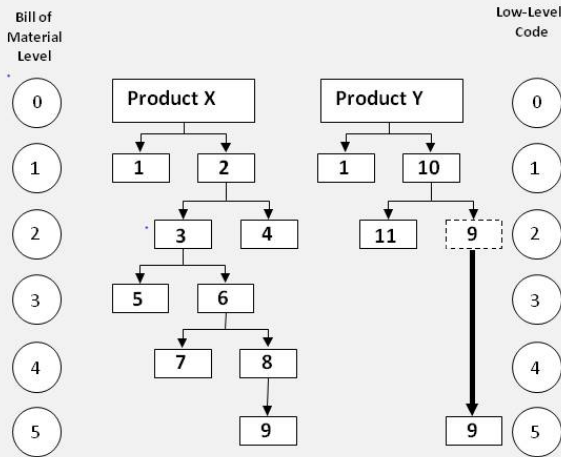 Bill of
Material
Level
Low-Level
Code
0 Product X Product Y 0
1 1 2 1 10 1
2 3 4 11 9 2
3 5 6 3
4 7 8 4
5 9 9 5